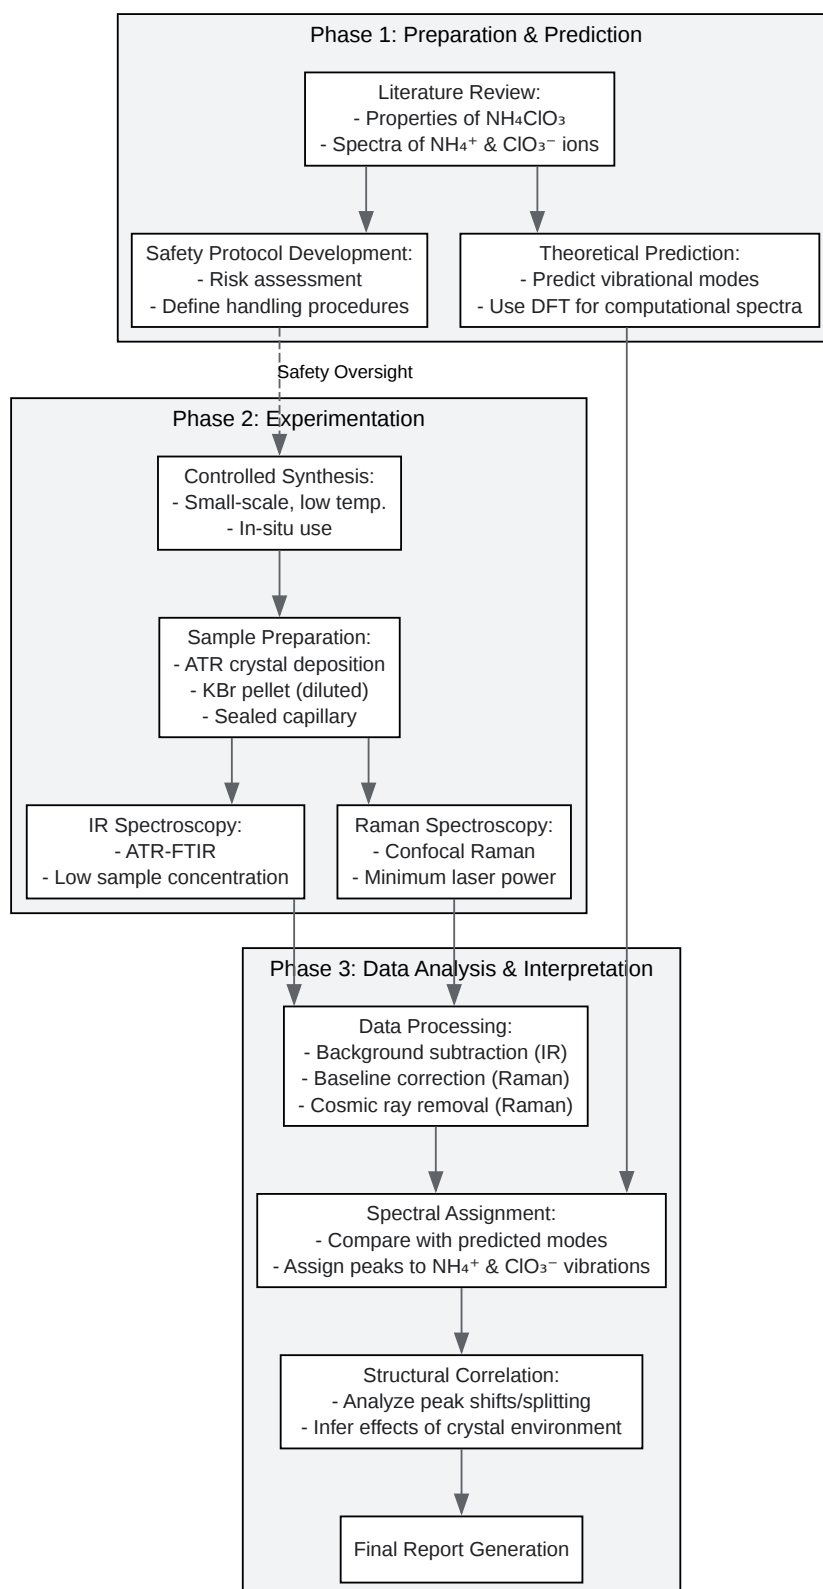 Phase 1: Preparation & Prediction
Literature Review:
- Properties of NH₄ClO₃
- Spectra of NH₄⁺ & ClO₃⁻ ions
Safety Protocol Development:
- Risk assessment
- Define handling procedures
Theoretical Prediction:
- Predict vibrational modes
- Use DFT for computational spectra
Safety Oversight
Phase 2: Experimentation
Controlled Synthesis:
- Small-scale, low temp.
- In-situ use
Sample Preparation:
- ATR crystal deposition
- KBr pellet (diluted)
- Sealed capillary
IR Spectroscopy:
- ATR-FTIR
- Low sample concentration
Raman Spectroscopy:
- Confocal Raman
- Minimum laser power
Phase 3: Data Analysis & Interpretation
Data Processing:
- Background subtraction (IR)
- Baseline correction (Raman)
- Cosmic ray removal (Raman)
Spectral Assignment:
- Compare with predicted modes
- Assign peaks to NH₄⁺ & ClO₃⁻ vibrations
Structural Correlation:
- Analyze peak shifts/splitting
- Infer effects of crystal environment
Final Report Generation